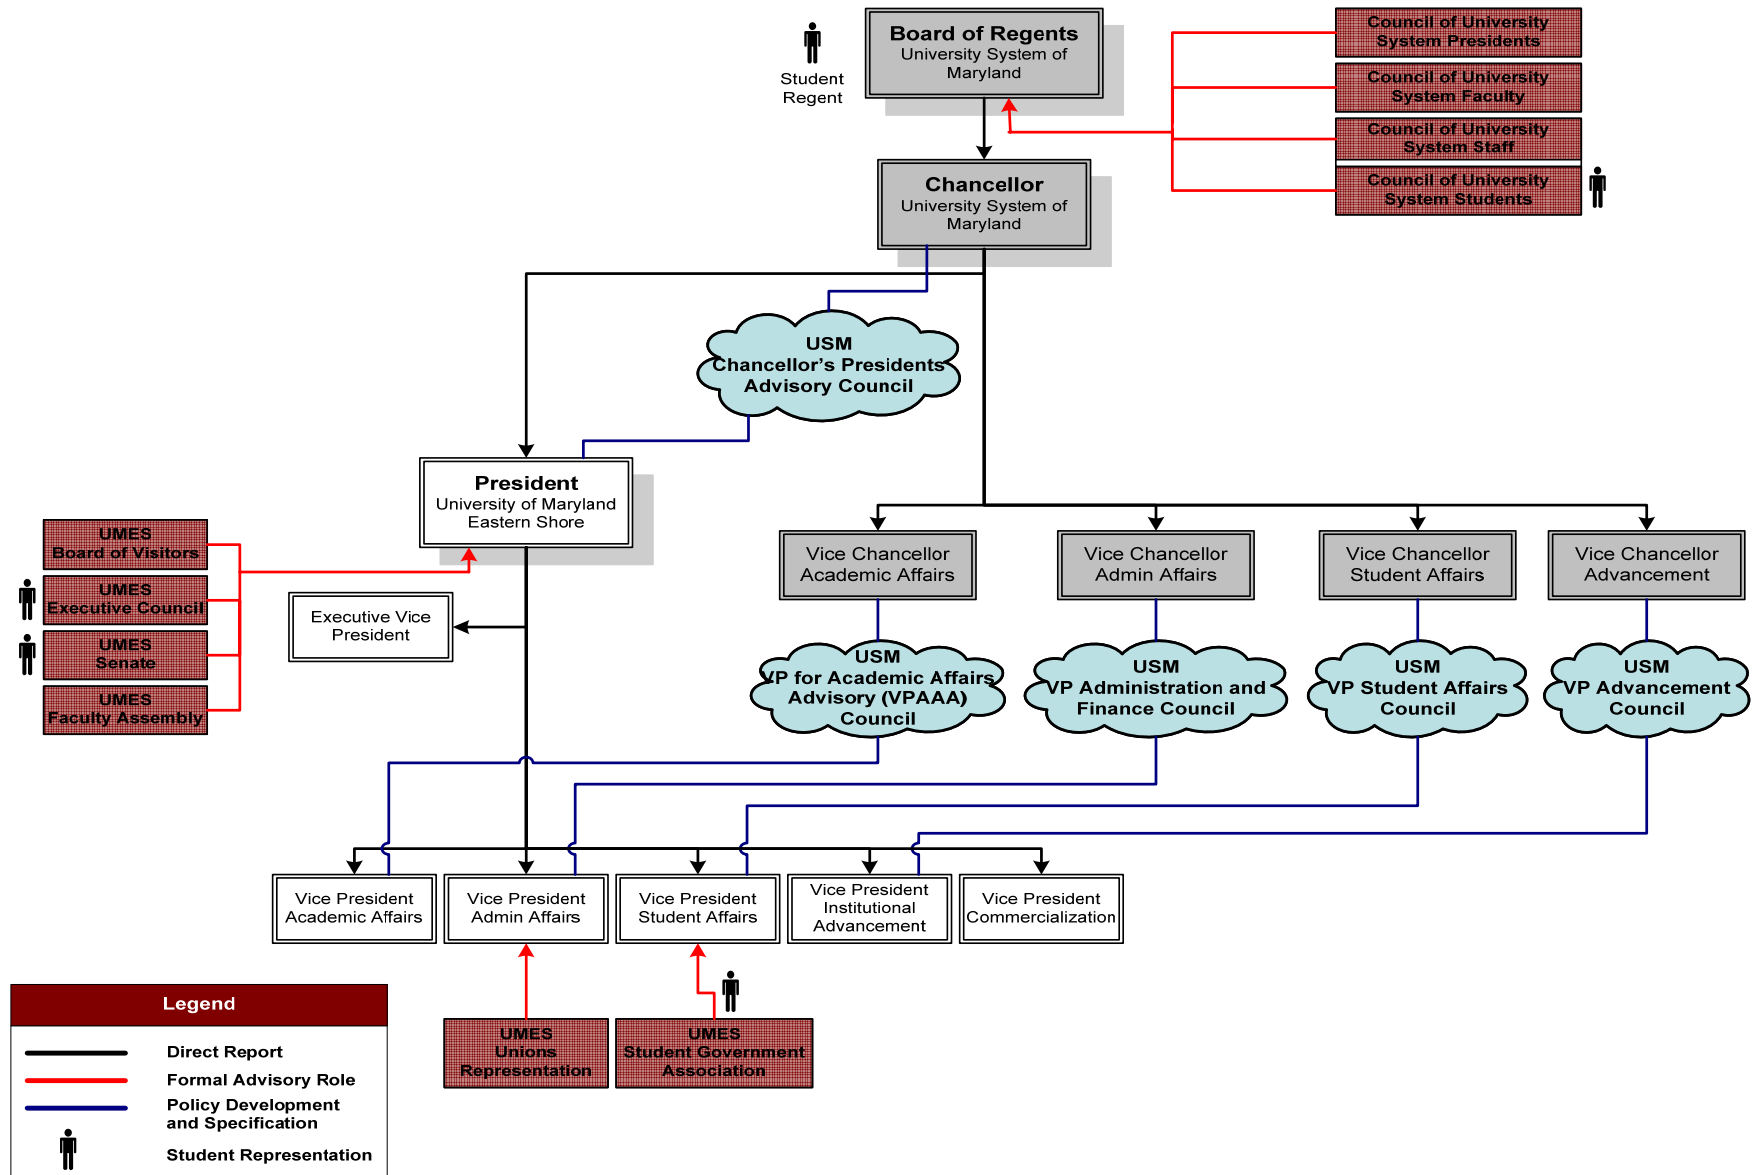 Student
Regent
Board of Regents
University System of
Maryland
Council of University
System Presidents
Council of University
System Faculty
Council of University
System Staff
Council of University
System Students
Chancellor
University System of
Maryland
USM
Chancellor's Presidents
Advisory Council
President
University of Maryland
Eastern Shore
UMES
Board of Visitors
UMES
Executive Council
UMES
Senate
UMES
Faculty Assembly
Executive Vice
President
Vice Chancellor
Academic Affairs
Vice Chancellor
Admin Affairs
Vice Chancellor
Student Affairs
Vice Chancellor
Advancement
USM
VP for Academic Affairs
Advisory (VPAAA)
Council
USM
VP Administration and
Finance Council
USM
VP Student Affairs
Council
USM
VP Advancement
Council
Vice President
Academic Affairs
Vice President
Admin Affairs
Vice President
Student Affairs
Vice President
Institutional
Advancement
Vice President
Commercialization
UMES
Unions
Representation
UMES
Student Government
Association
Legend
Direct Report
Formal Advisory Role
Policy Development
and Specification
Student Representation